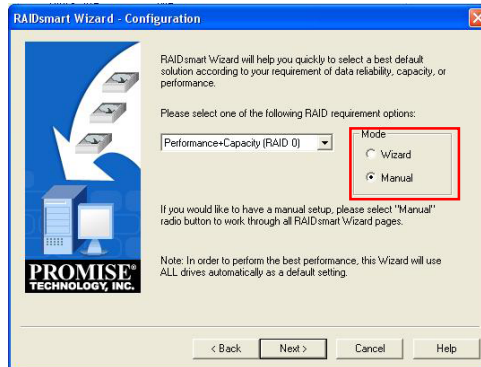 RAIDsmart Wizard - Configuration
RAIDsmart Wizard will help you quickly to select a best default
solution according to your requirement of data reliability, capacity, or
performance.
Please select one of the following RAID requirement options:
Performance+Capacity (RAID 0)
Mode
Wizard
Manual
If you would like to have a manual setup, please select "Manual"
radio button to work through all RAIDsmart Wizard pages.
Note: In order to perform the best performance, this Wizard will use
ALL drives automatically as a default setting.
PROMISE®
TECHNOLOGY, INC.
< Back
Next >
Cancel
Help